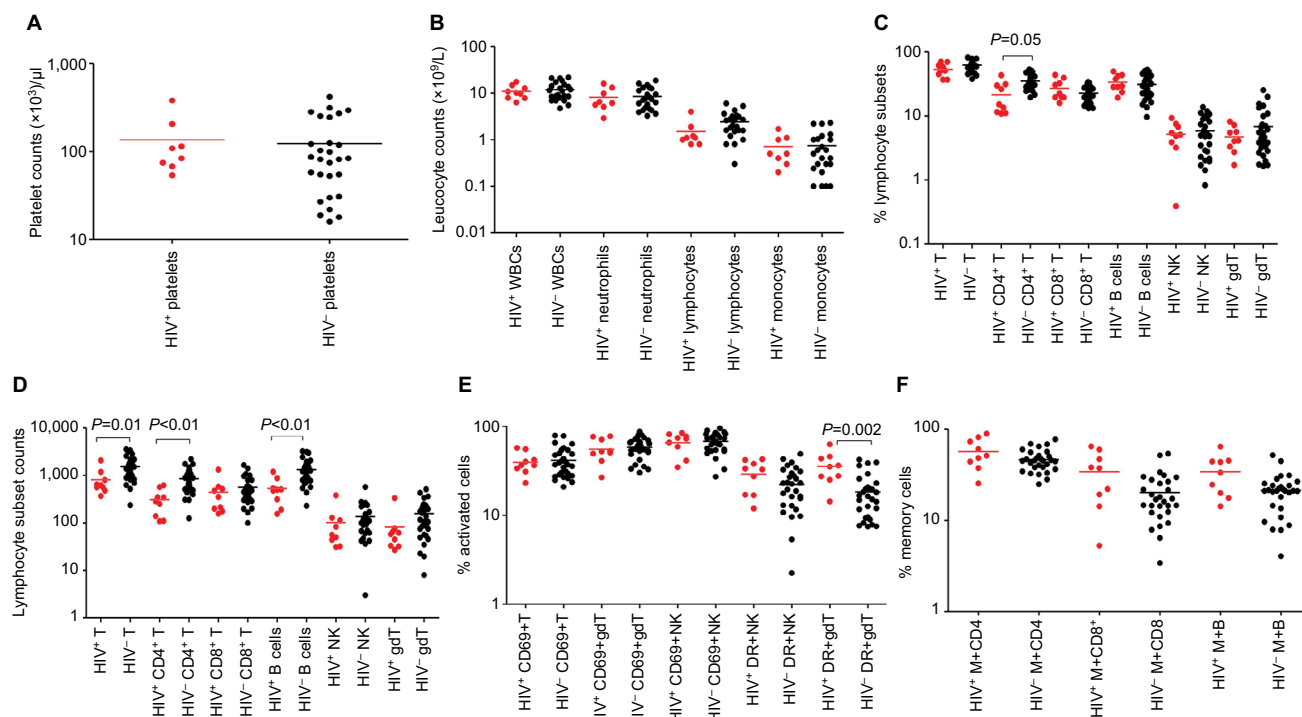 A
Platelet counts (×10³)/µl
1,000
100
10
HIV⁺ platelets
HIV⁻ platelets
B
Leucocyte counts (×10⁹/L)
100
10
1
0.1
0.01
HIV⁺ WBCs
HIV⁻ WBCs
HIV⁺ neutrophils
HIV⁻ neutrophils
HIV⁺ lymphocytes
HIV⁻ lymphocytes
HIV⁺ monocytes
HIV⁻ monocytes
C
% lymphocyte subsets
P=0.05
100
10
1
0.1
HIV⁺ T
HIV⁻ T
HIV⁺ CD4⁺ T
HIV⁻ CD4⁺ T
HIV⁺ CD8⁺ T
HIV⁻ CD8⁺ T
HIV⁺ B cells
HIV⁻ B cells
HIV⁺ NK
HIV⁻ NK
HIV⁺ gdT
HIV⁻ gdT
D
Lymphocyte subset counts
10,000
1,000
100
10
1
P=0.01
P<0.01
P<0.01
HIV⁺ T
HIV⁻ T
HIV⁺ CD4⁺ T
HIV⁻ CD4⁺ T
HIV⁺ CD8⁺ T
HIV⁻ CD8⁺ T
HIV⁺ B cells
HIV⁻ B cells
HIV⁺ NK
HIV⁻ NK
HIV⁺ gdT
HIV⁻ gdT
E
% activated cells
100
10
1
P=0.002
HIV⁺ CD69+T
HIV⁻ CD69+T
IV⁺ CD69+gdT
IV⁻ CD69+gdT
HIV⁺ CD69+NK
HIV⁻ CD69+NK
HIV⁺ DR+NK
HIV⁻ DR+NK
HIV⁺ DR+gdT
HIV⁻ DR+gdT
F
% memory cells
100
10
1
HIV⁺ M+CD4
HIV⁻ M+CD4
HIV⁺ M+CD8⁺
HIV⁻ M+CD8
HIV⁺ M+B
HIV⁻ M+B